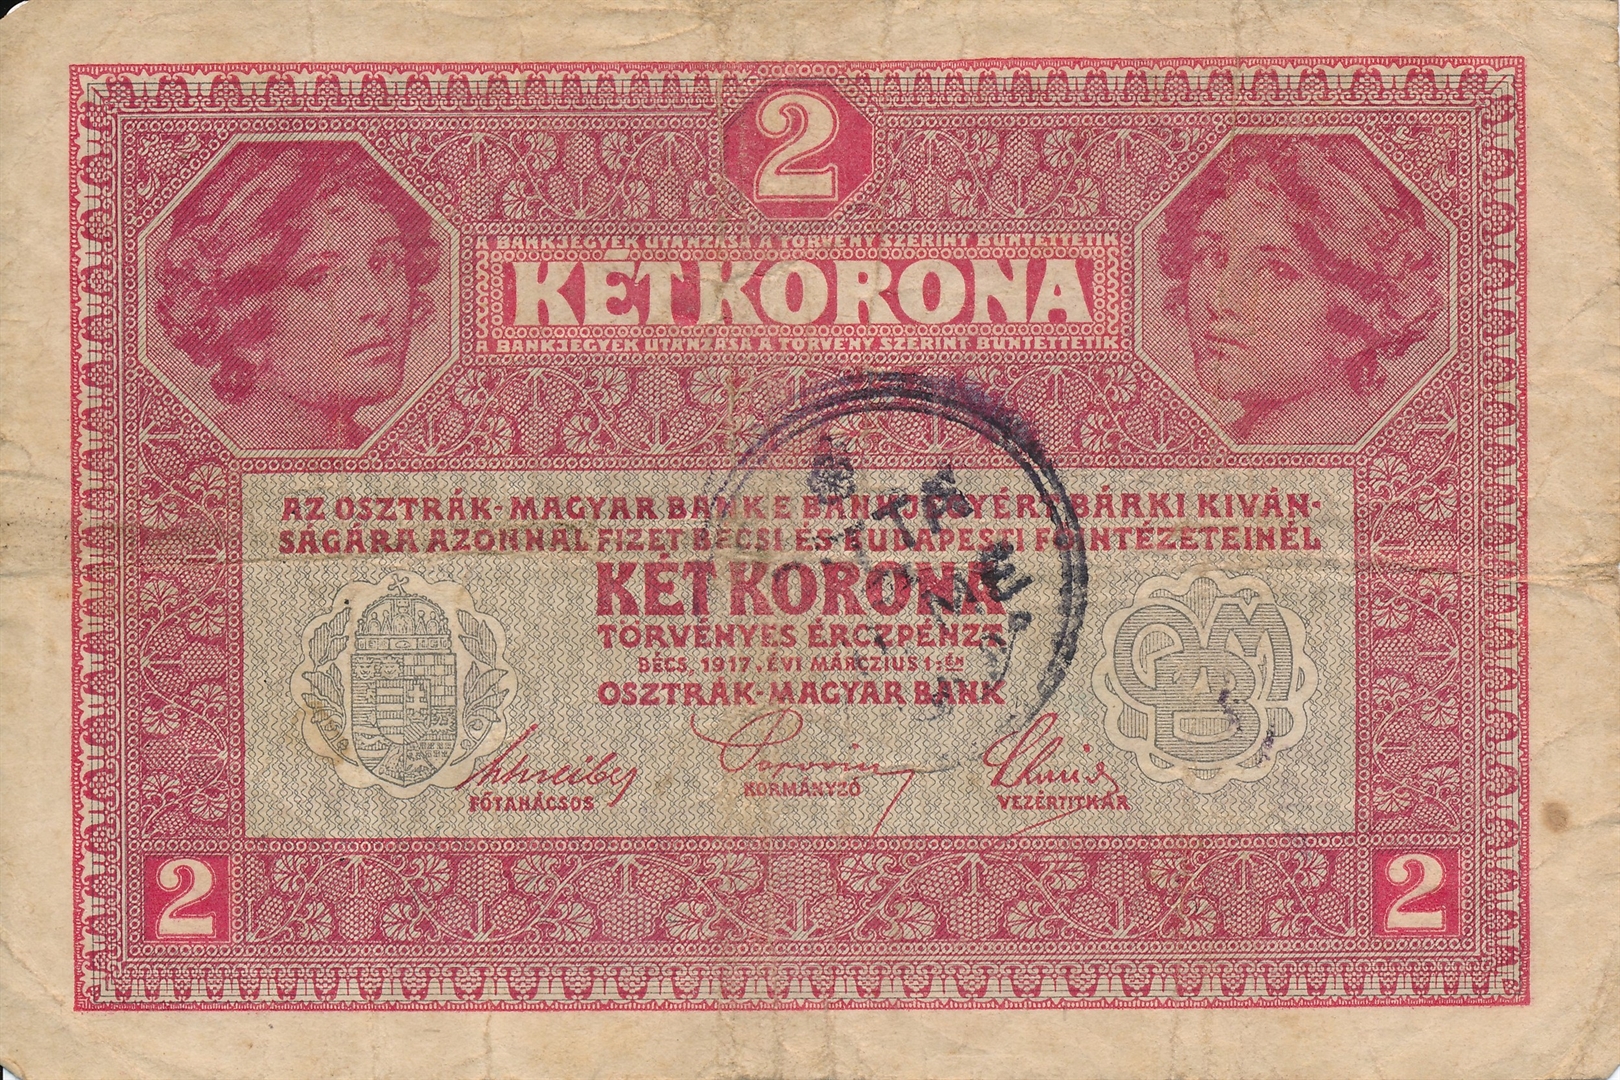 2
A BANKJEGYEK UTÁNZÁSA A TÖRVÉNY SZERINT BÜNTETTETIK
KÉT KORONA
A BANKJEGYEK UTÁNZÁSA A TÖRVÉNY SZERINT BÜNTETTETIK
AZ OSZTRÁK-MAGYAR BANK E BANKJEGYÉRT BÁRKI KIVÁN-
SÁGÁRA AZONNAL FIZET BÉCSI ÉS BUDAPESTI FŐINTÉZETEINÉL
KÉT KORONA
TÖRVÉNYES ÉRCZPÉNZT.
BÉCS, 1917. ÉVI MÁRCZIUS 1-ÉN
OSZTRÁK-MAGYAR BANK
FŐTANÁCSOS
KORMÁNYZÓ
VEZÉRTITKÁR
2
2